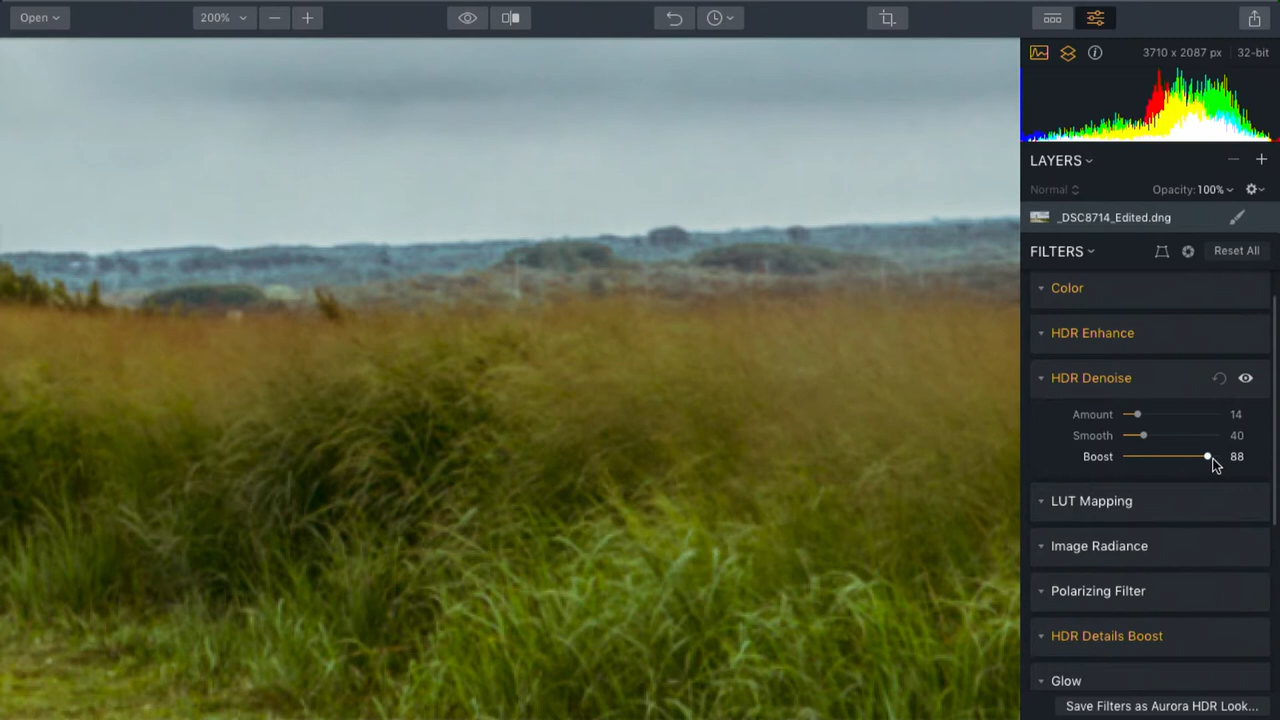 Open
200%
3710 x 2087 px 32-bit
LAYERS
Normal Opacity:100%
_DSC8714_Edited.dng
FILTERS Reset All
Color
HDR Enhance
HDR Denoise
Amount 14
Smooth 40
Boost 88
LUT Mapping
Image Radiance
Polarizing Filter
HDR Details Boost
Glow
Save Filters as Aurora HDR Look...